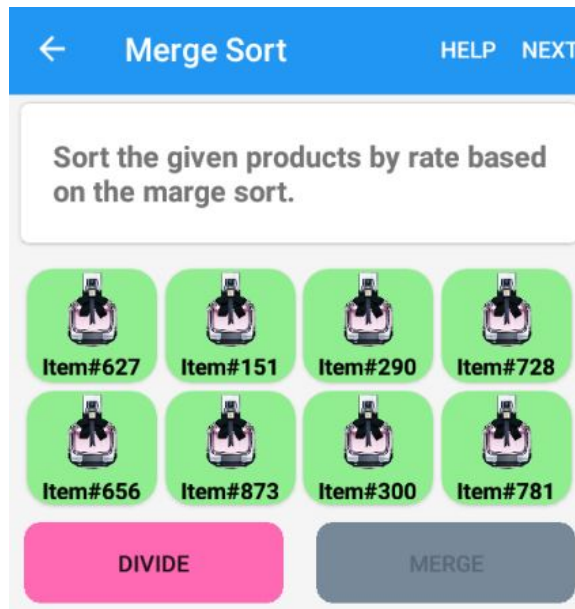 Merge Sort HELP NEXT
Sort the given products by rate based
on the marge sort.
Item#627 Item#151 Item#290 Item#728
Item#656 Item#873 Item#300 Item#781
DIVIDE MERGE